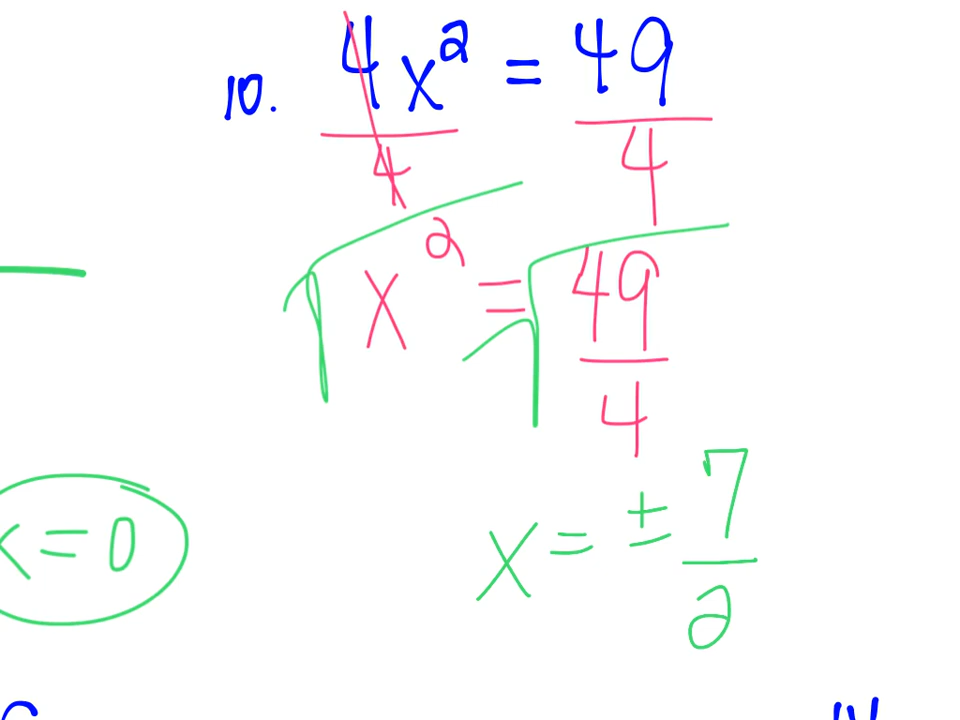 10. 4x² = 49
4 4
x² = 49
4
x = 0
x = ± 7
2